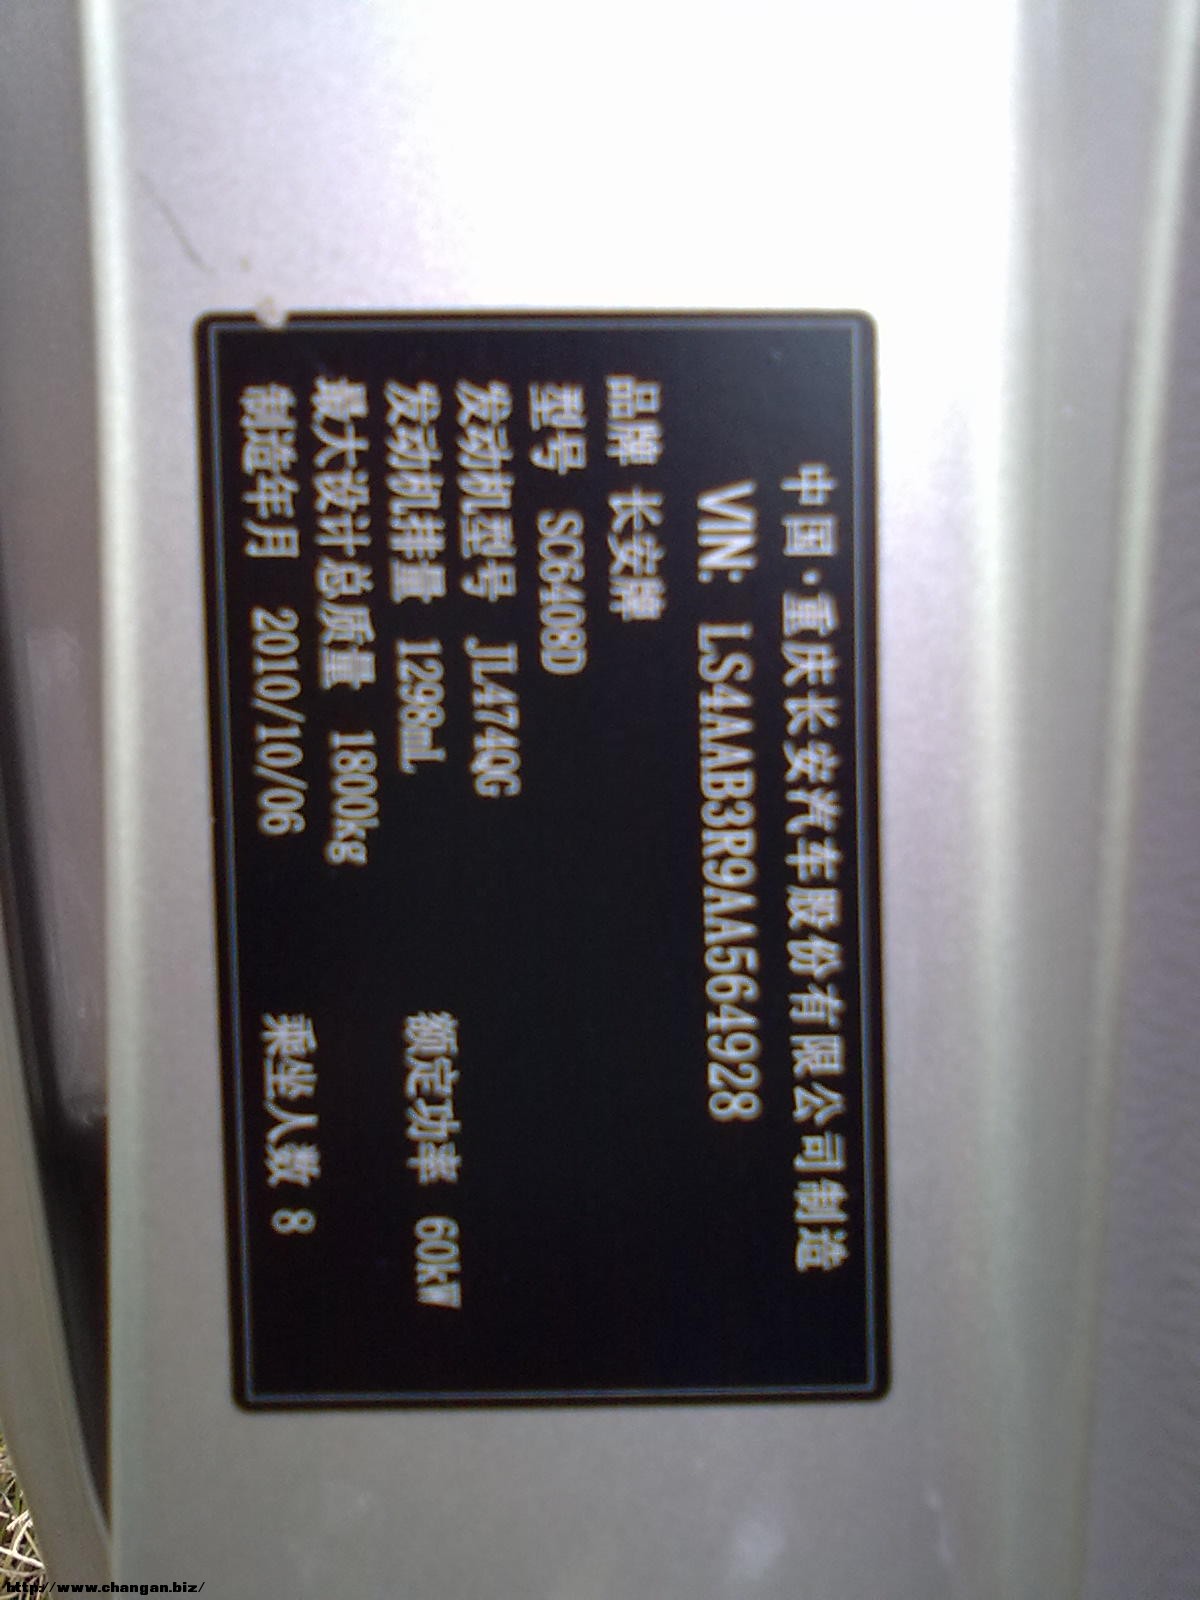 中国·重庆长安汽车股份有限公司制造
VIN: LS4AAB3R9AA564928
品牌 长安牌
型号 SC6408D
发动机型号 JL474QG
发动机排量 1298mL 额定功率 60kW
最大设计总质量 1800kg
制造年月 2010/10/06 乘坐人数 8
http://www.changan.biz/